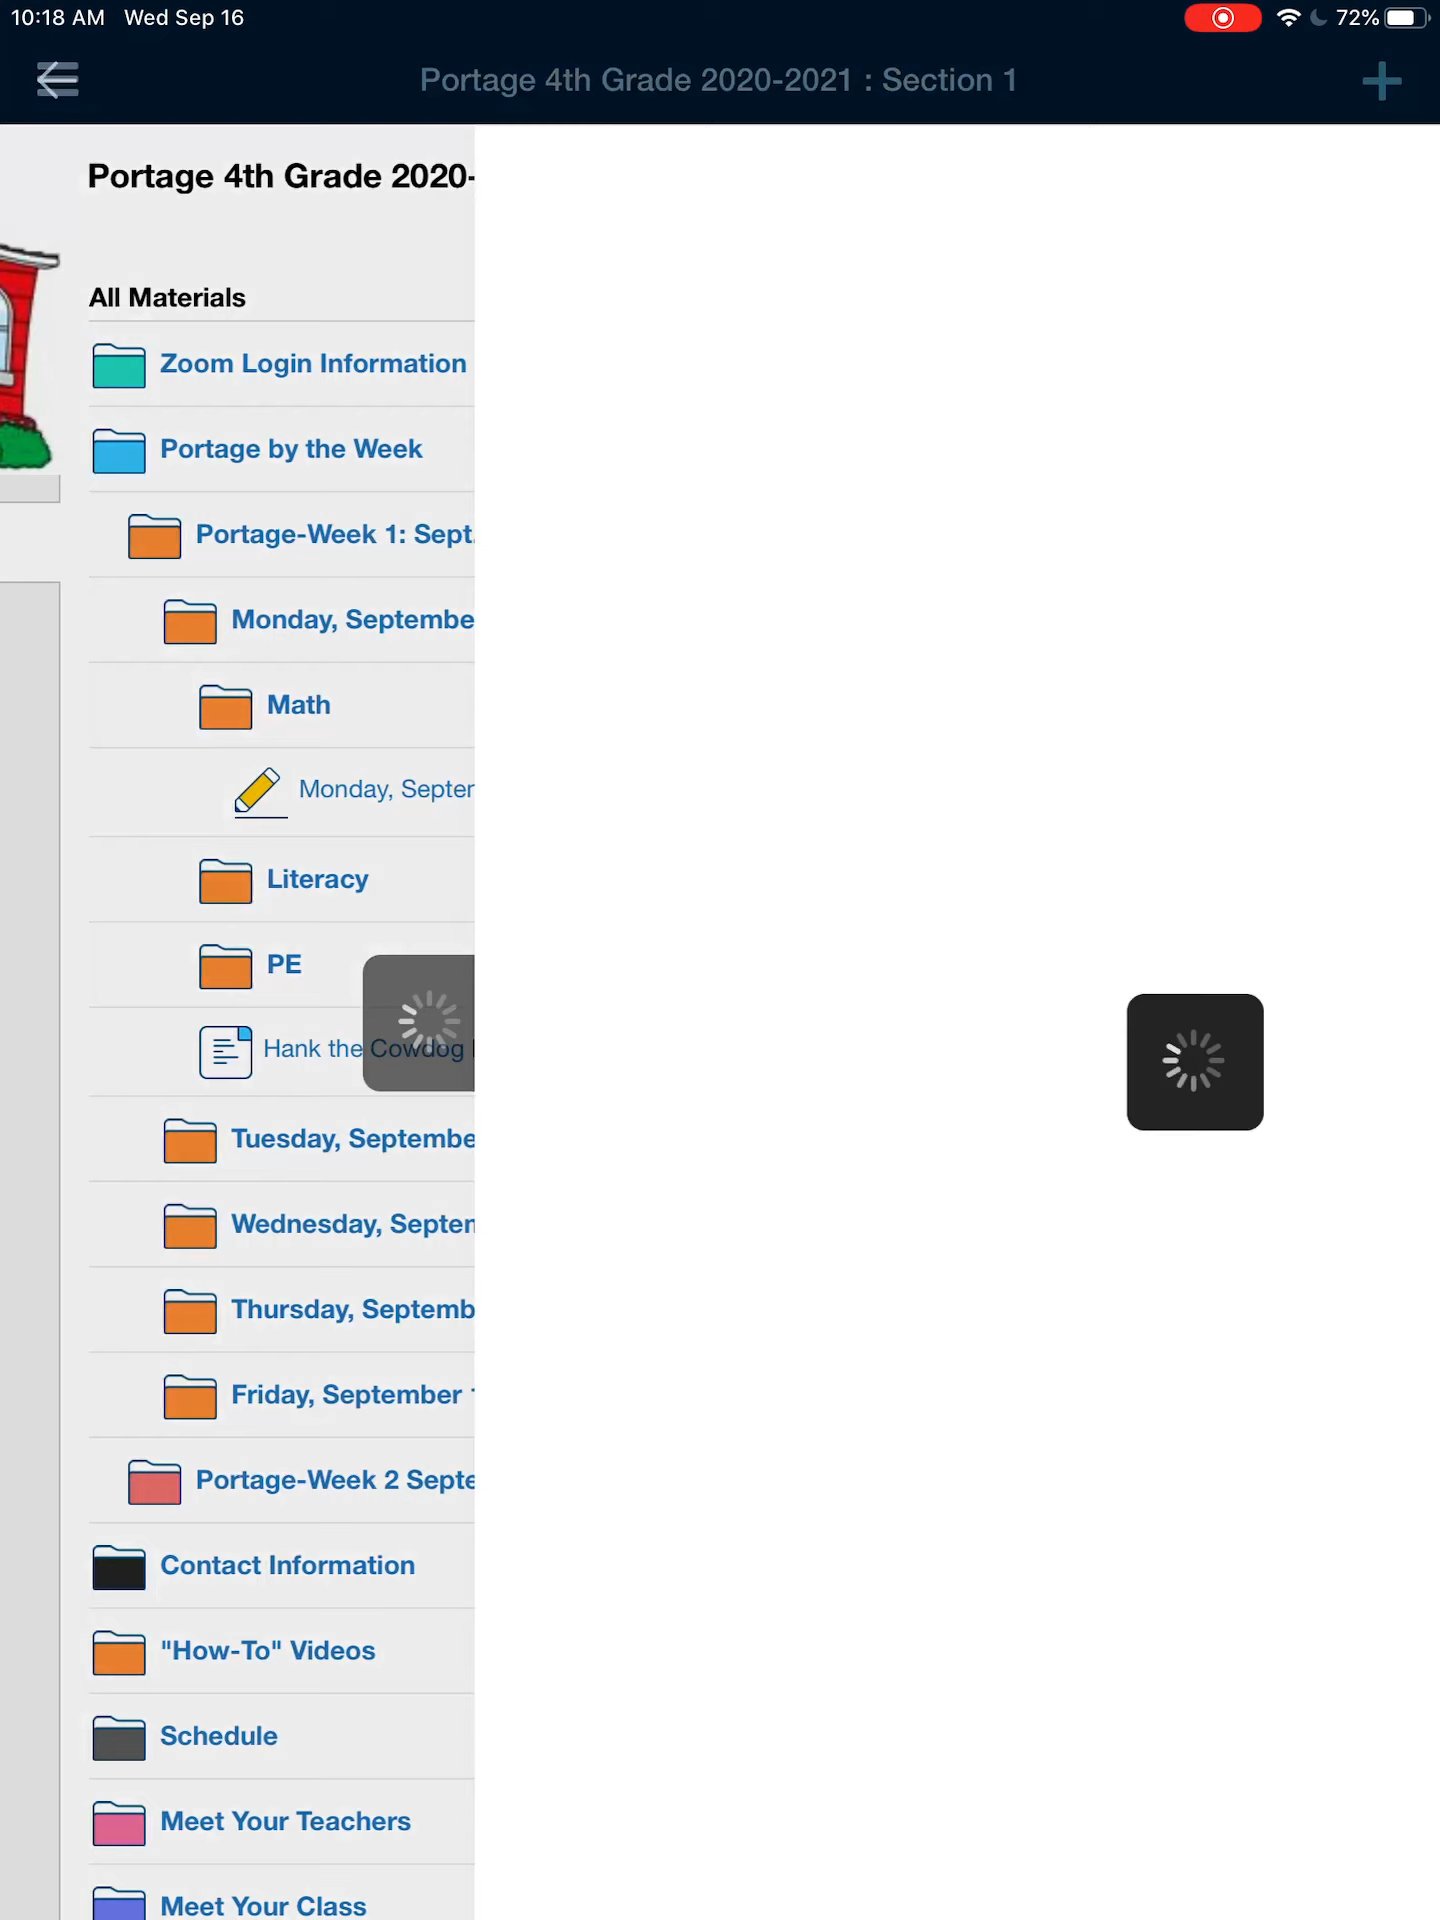 10:18 AM Wed Sep 16 72%
Portage 4th Grade 2020-2021 : Section 1
Portage 4th Grade 2020-
All Materials
Zoom Login Information
Portage by the Week
Portage-Week 1: Sept.
Monday, Septembe
Math
Monday, Septer
Literacy
PE
Hank the Cowdog
Tuesday, Septembe
Wednesday, Septen
Thursday, Septemb
Friday, September 1
Portage-Week 2 Septe
Contact Information
"How-To" Videos
Schedule
Meet Your Teachers
Meet Your Class